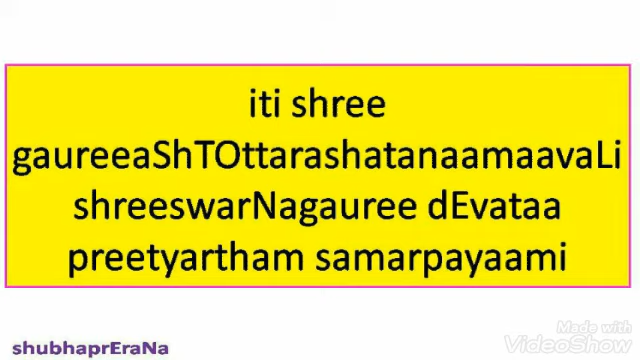 iti shree
gaureeaShTOttarashatanaamaavaLi
shreeswarNagauree dEvataa
preetyartham samarpayaami
Made with
VideoShow
shubhaprEraNa